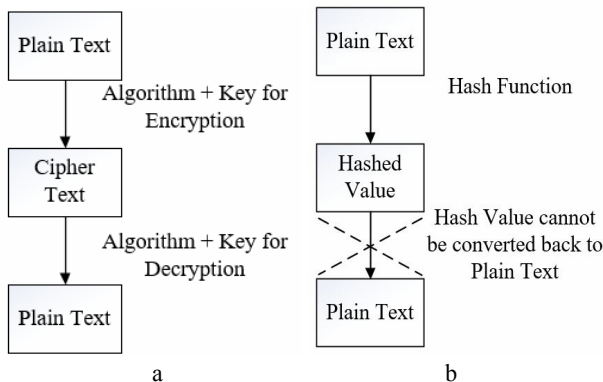 Plain Text
Algorithm + Key for
Encryption
Cipher
Text
Algorithm + Key for
Decryption
Plain Text
a
Plain Text
Hash Function
Hashed
Value
Hash Value cannot
be converted back to
Plain Text
Plain Text
b